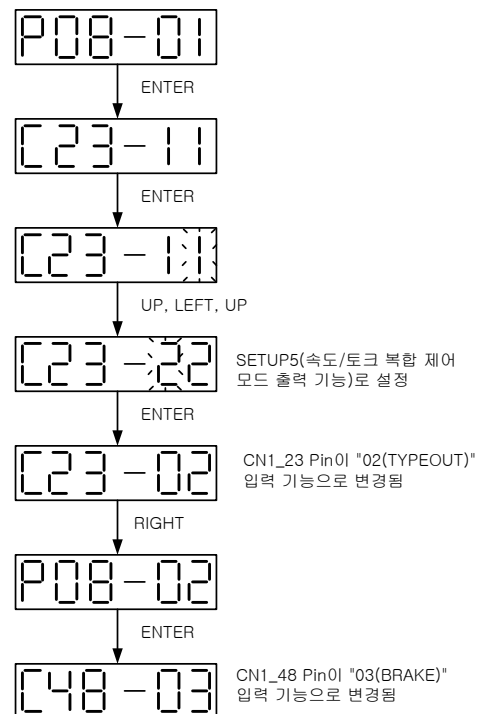 P08-01
ENTER
C23-11
ENTER
C23-11
UP, LEFT, UP
C23-22
SETUP5(속도/토크 복합 제어
모드 출력 기능)로 설정
ENTER
C23-02
CN1_23 Pin이 "02(TYPEOUT)"
입력 기능으로 변경됨
RIGHT
P08-02
ENTER
C48-03
CN1_48 Pin이 "03(BRAKE)"
입력 기능으로 변경됨